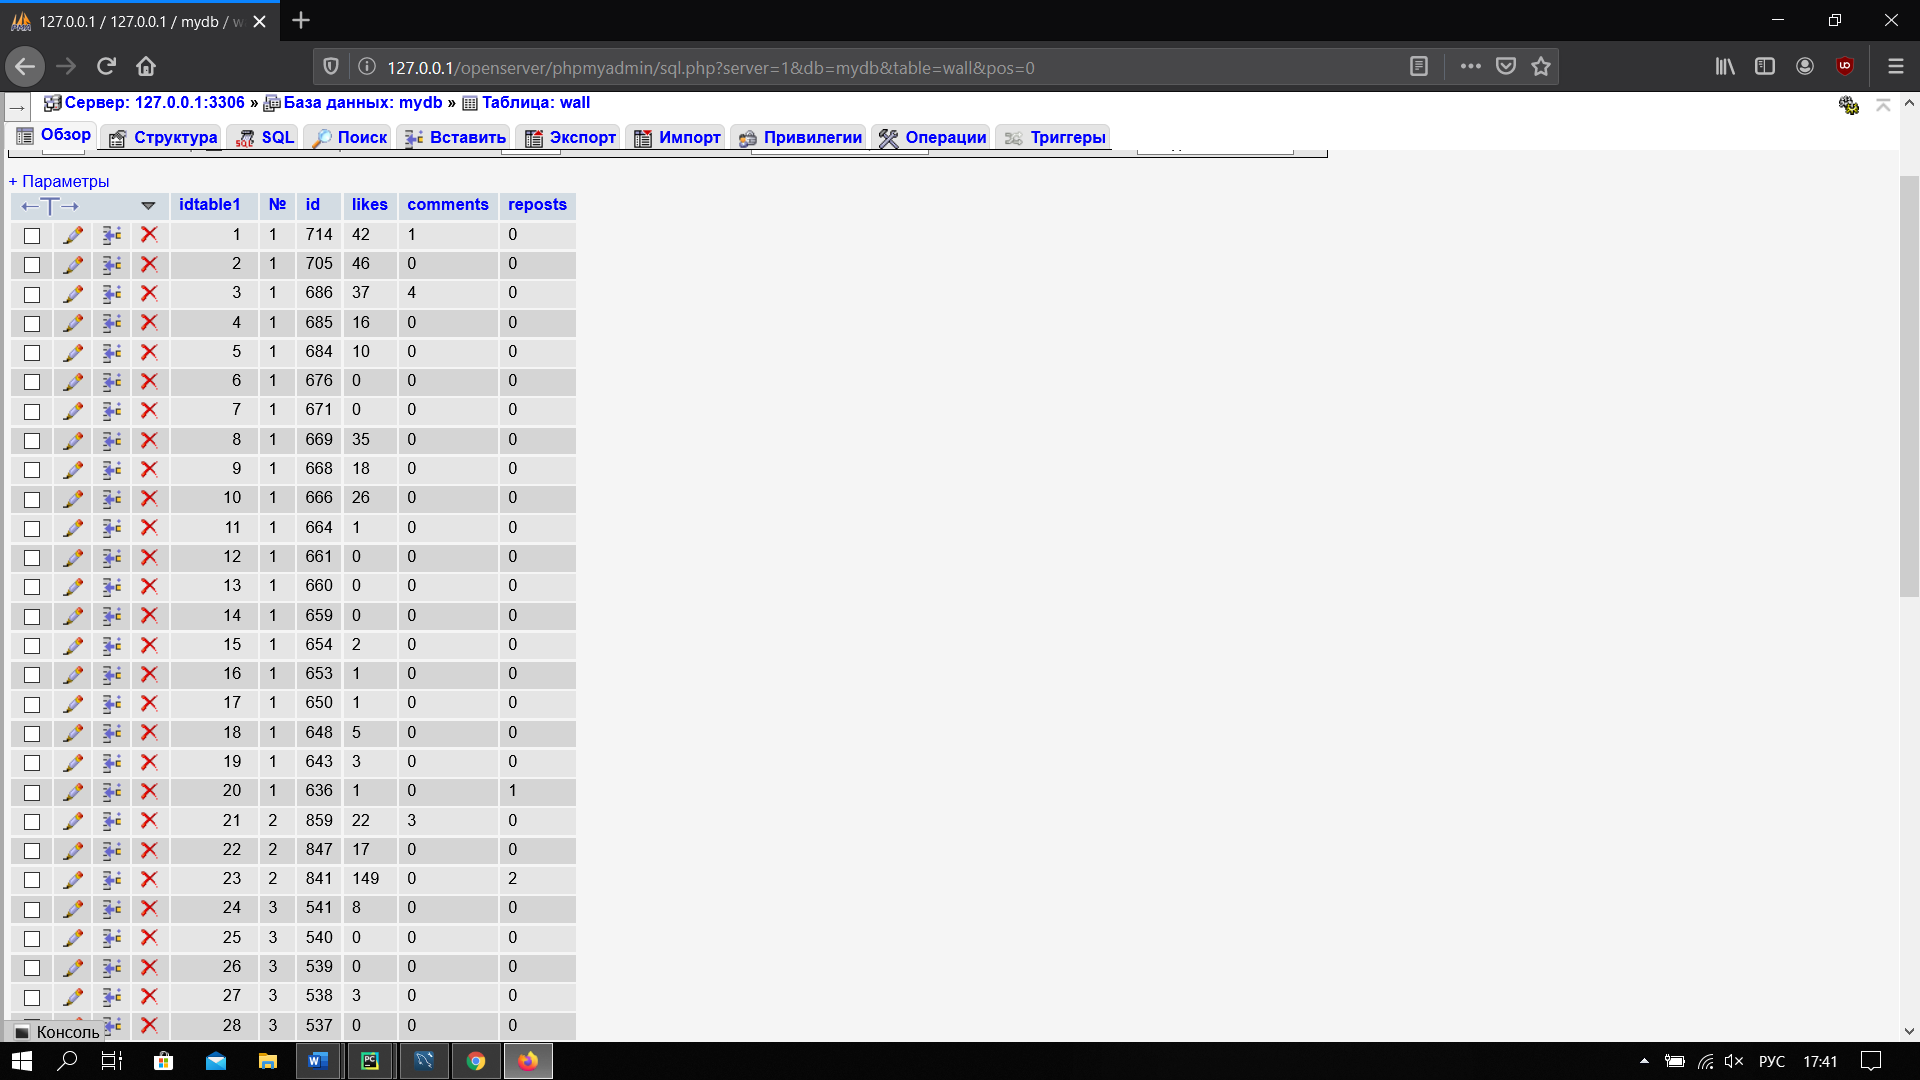 127.0.0.1 / 127.0.0.1 / mydb / w
127.0.0.1/openserver/phpmyadmin/sql.php?server=1&db=mydb&table=wall&pos=0
Сервер: 127.0.0.1:3306 » База данных: mydb » Таблица: wall
Обзор Структура SQL Поиск Вставить Экспорт Импорт Привилегии Операции Триггеры
+ Параметры
←T→ idtable1 № id likes comments reposts
1 1 714 42 1 0
2 1 705 46 0 0
3 1 686 37 4 0
4 1 685 16 0 0
5 1 684 10 0 0
6 1 676 0 0 0
7 1 671 0 0 0
8 1 669 35 0 0
9 1 668 18 0 0
10 1 666 26 0 0
11 1 664 1 0 0
12 1 661 0 0 0
13 1 660 0 0 0
14 1 659 0 0 0
15 1 654 2 0 0
16 1 653 1 0 0
17 1 650 1 0 0
18 1 648 5 0 0
19 1 643 3 0 0
20 1 636 1 0 1
21 2 859 22 3 0
22 2 847 17 0 0
23 2 841 149 0 2
24 3 541 8 0 0
25 3 540 0 0 0
26 3 539 0 0 0
27 3 538 3 0 0
28 3 537 0 0 0
Консоль
РУС 17:41